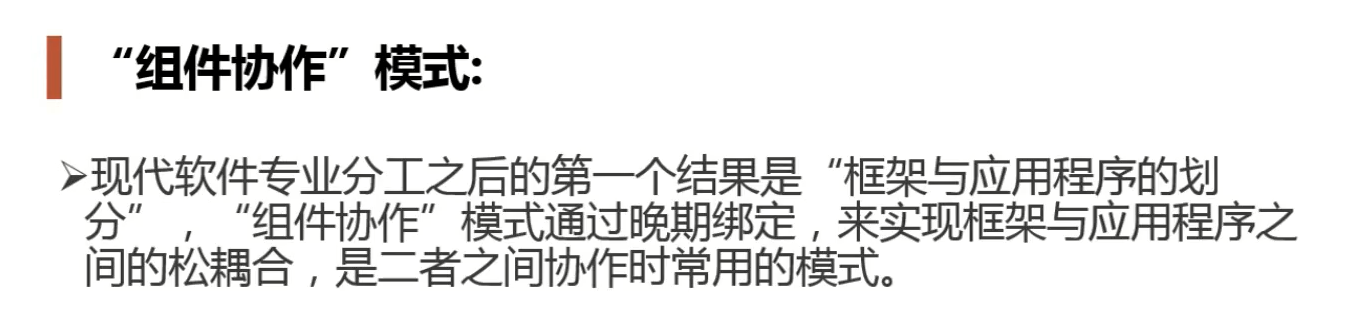 “组件协作”模式:
➢现代软件专业分工之后的第一个结果是“框架与应用程序的划
分”，“组件协作”模式通过晚期绑定，来实现框架与应用程序之
间的松耦合，是二者之间协作时常用的模式。